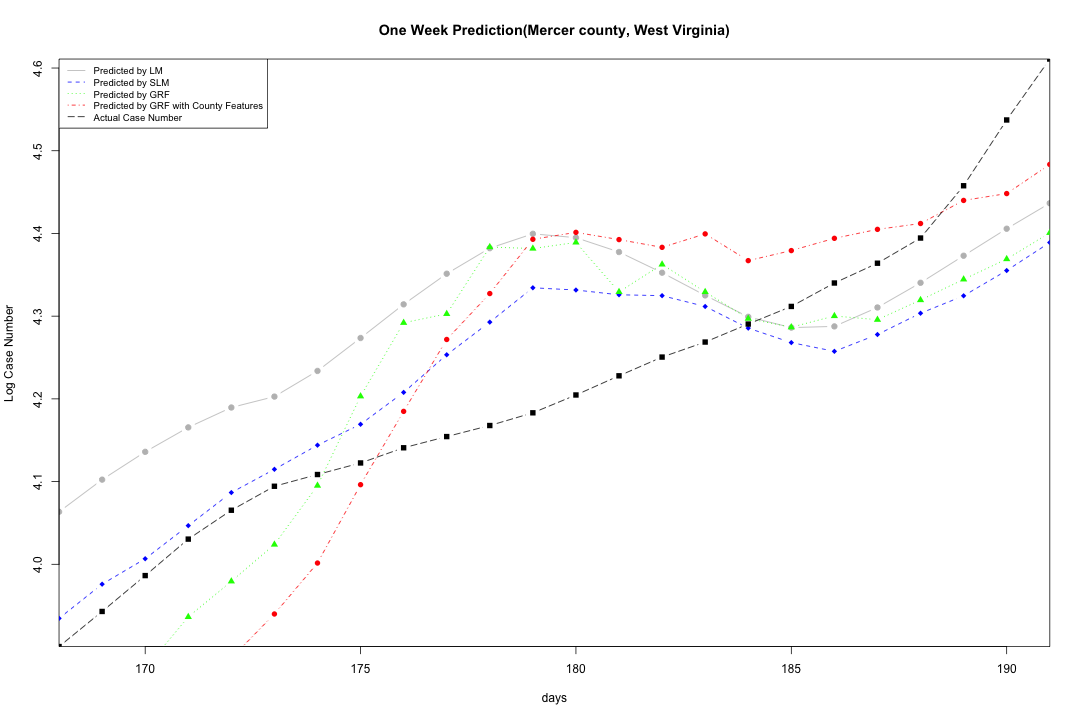 One Week Prediction(Mercer county, West Virginia)
Predicted by LM
Predicted by SLM
Predicted by GRF
Predicted by GRF with County Features
Actual Case Number
Log Case Number
4.6
4.5
4.4
4.3
4.2
4.1
4.0
170 175 180 185 190
days